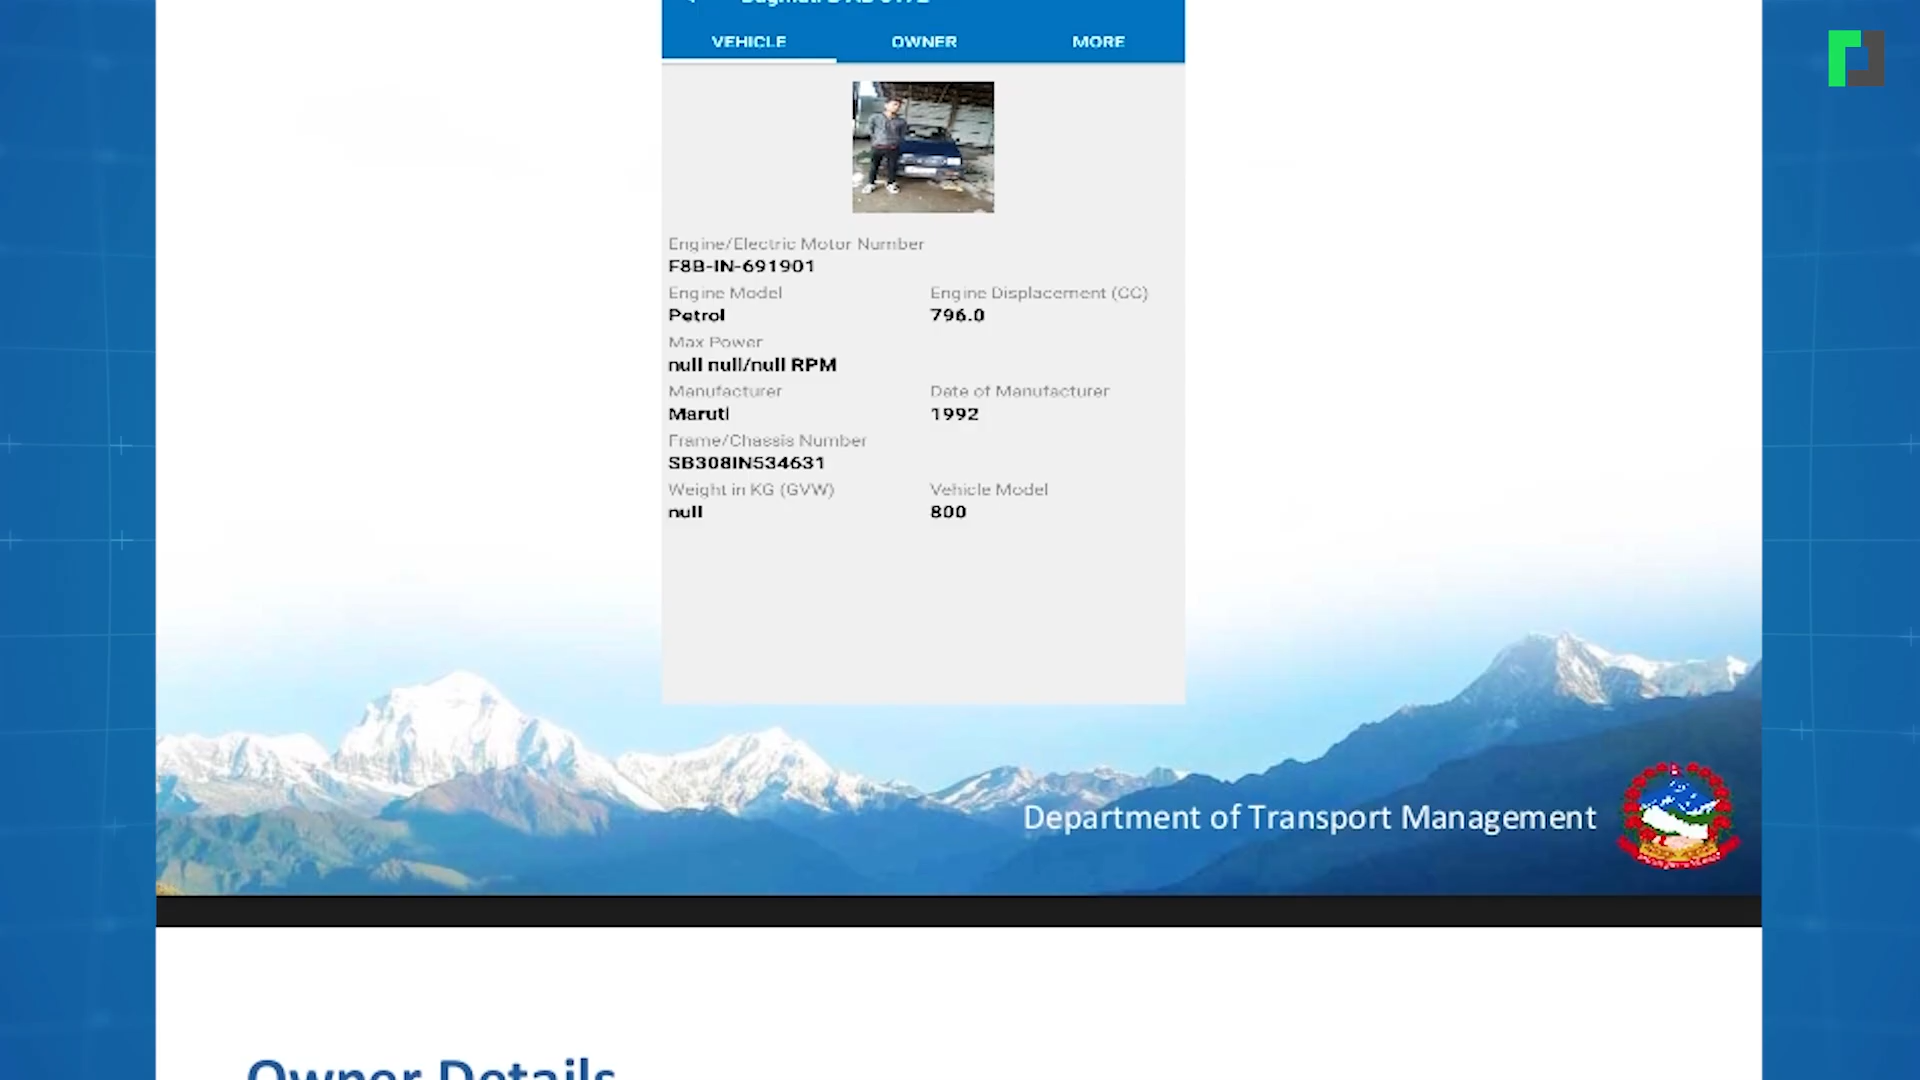 VEHICLE OWNER MORE
Engine/Electric Motor Number
F8B-IN-691901
Engine Model Engine Displacement (CC)
Petrol 796.0
Max Power
null null/null RPM
Manufacturer Date of Manufacturer
Maruti 1992
Frame/Chassis Number
SB308IN534631
Weight in KG (GVW) Vehicle Model
null 800
Department of Transport Management
Owner Details